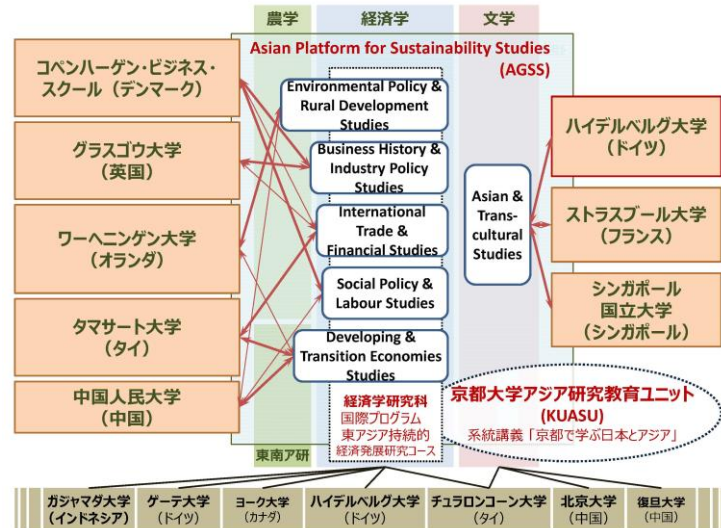 農学
経済学
文学
Asian Platform for Sustainability Studies
(AGSS)
コペンハーゲン・ビジネス・
スクール（デンマーク）
グラスゴウ大学
（英国）
ワーヘニンゲン大学
（オランダ）
タマサート大学
（タイ）
中国人民大学
（中国）
Environmental Policy &
Rural Development
Studies
Business History &
Industry Policy
Studies
International
Trade &
Financial Studies
Social Policy &
Labour Studies
Developing &
Transition Economies
Studies
Asian &
Trans-
cultural
Studies
ハイデルベルグ大学
（ドイツ）
ストラスブール大学
（フランス）
シンガポール
国立大学
（シンガポール）
経済学研究科
国際プログラム
東アジア持続的
経済発展研究コース
東南ア研
京都大学アジア研究教育ユニット
(KUASU)
系統講義「京都で学ぶ日本とアジア」
ガジャマダ大学
（インドネシア）
ゲーテ大学
（ドイツ）
ヨーク大学
（カナダ）
ハイデルベルグ大学
（ドイツ）
チュラロンコーン大学
（タイ）
北京大学
（中国）
復旦大学
（中国）